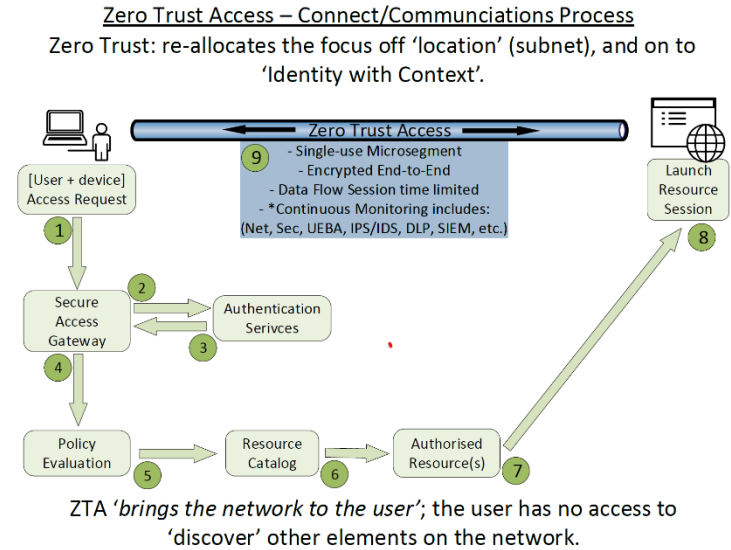 Zero Trust Access – Connect/Communciations Process
Zero Trust: re-allocates the focus off 'location' (subnet), and on to
'Identity with Context'.
Zero Trust Access
9
- Single-use Microsegment
- Encrypted End-to-End
- Data Flow Session time limited
- *Continuous Monitoring includes:
(Net, Sec, UEBA, IPS/IDS, DLP, SIEM, etc.)
[User + device]
Access Request
1
Launch
Resource
Session
8
Secure
Access
Gateway
2
Authentication
Serivces
3
4
Policy
Evaluation
5
Resource
Catalog
6
Authorised
Resource(s)
7
ZTA 'brings the network to the user'; the user has no access to
'discover' other elements on the network.